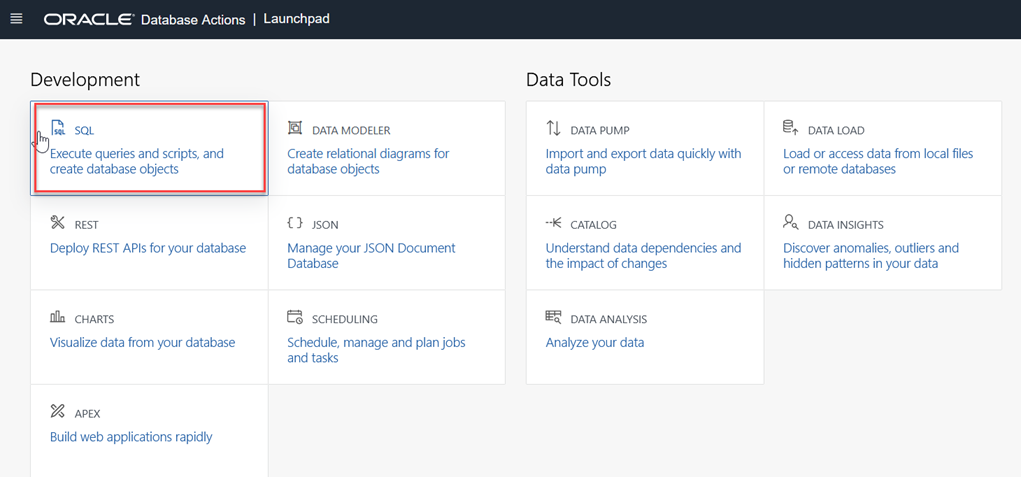 ORACLE® Database Actions | Launchpad
Development
SQL
Execute queries and scripts, and
create database objects
DATA MODELER
Create relational diagrams for
database objects
REST
Deploy REST APIs for your database
JSON
Manage your JSON Document
Database
CHARTS
Visualize data from your database
SCHEDULING
Schedule, manage and plan jobs
and tasks
APEX
Build web applications rapidly
Data Tools
DATA PUMP
Import and export data quickly with
data pump
DATA LOAD
Load or access data from local files
or remote databases
CATALOG
Understand data dependencies and
the impact of changes
DATA INSIGHTS
Discover anomalies, outliers and
hidden patterns in your data
DATA ANALYSIS
Analyze your data